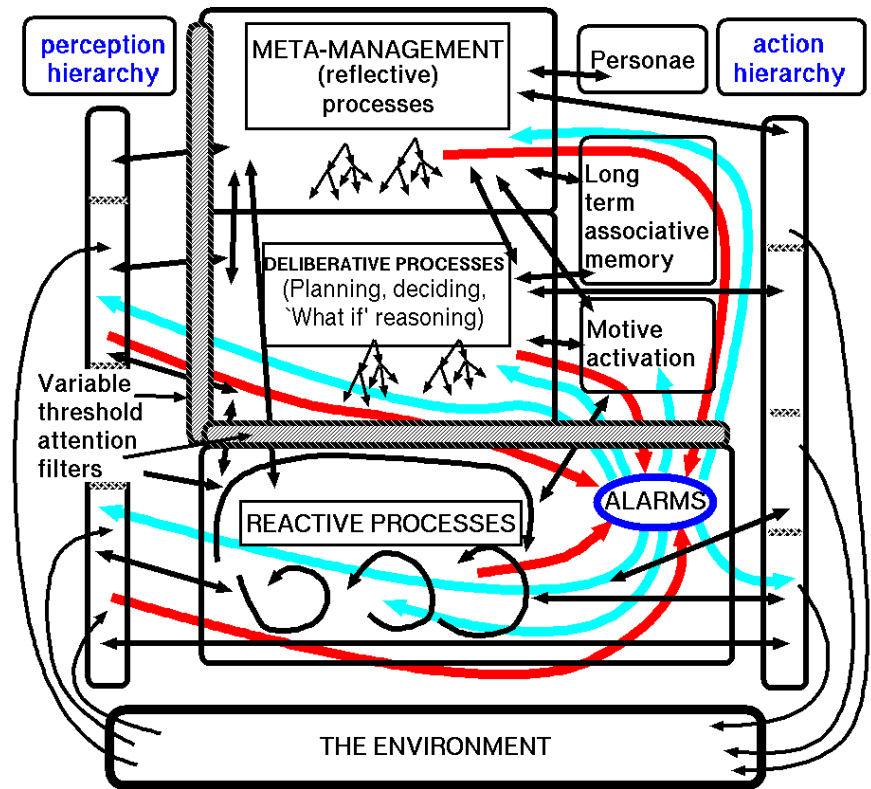 perception
hierarchy
META-MANAGEMENT
(reflective)
processes
Personae
action
hierarchy
Long
term
associative
memory
DELIBERATIVE PROCESSES
(Planning, deciding,
`What if' reasoning)
Motive
activation
Variable
threshold
attention
filters
ALARMS
REACTIVE PROCESSES
THE ENVIRONMENT